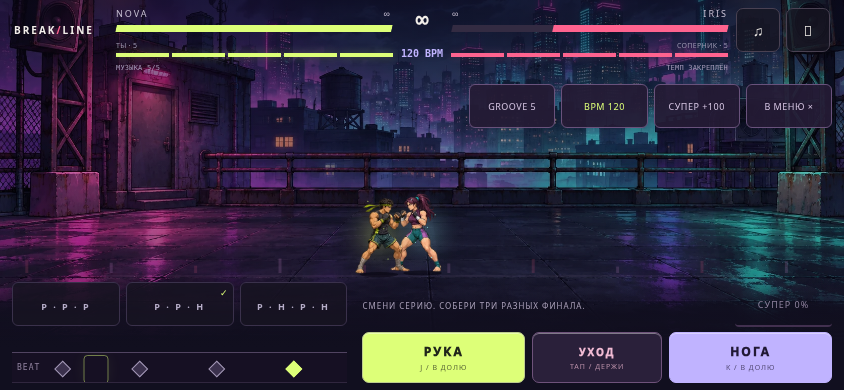 NOVA ∞ ∞ ∞ IRIS
BREAK/LINE
ТЫ · 5 120 BPM СОПЕРНИК · 5
МУЗЫКА 5/5 ТЕМП ЗАКРЕПЛЁН
GROOVE 5 BPM 120 СУПЕР +100 В МЕНЮ ×
Р · Р · Р Р · Р · Н ✓ Р · Н · Р · Н
СМЕНИ СЕРИЮ. СОБЕРИ ТРИ РАЗНЫХ ФИНАЛА. СУПЕР 0%
BEAT
РУКА УХОД НОГА
J / В ДОЛЮ ТАП / ДЕРЖИ K / В ДОЛЮ